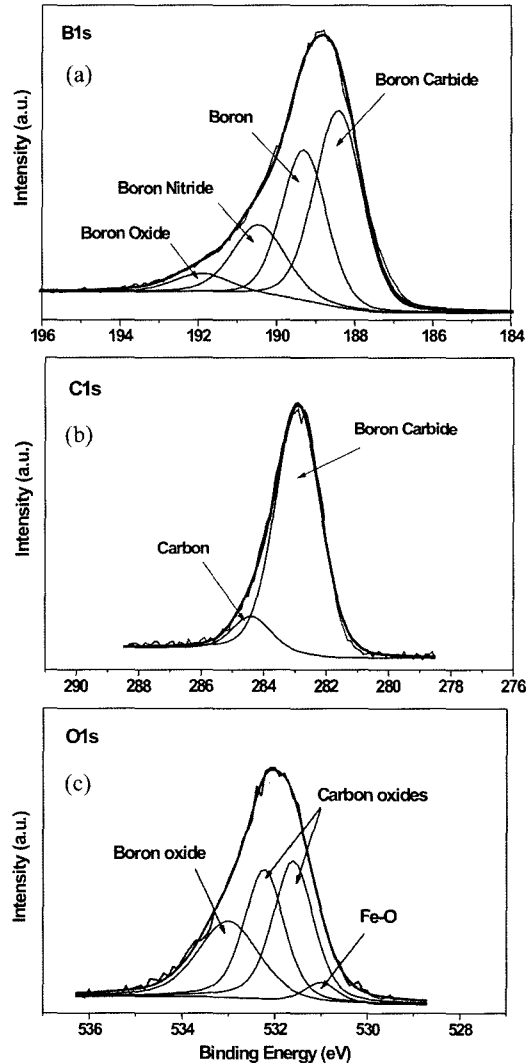 B1s
(a)
Boron Carbide
Boron
Boron Nitride
Boron Oxide
Intensity (a.u.)
196 194 192 190 188 186 184
C1s
(b)
Boron Carbide
Carbon
Intensity (a.u.)
290 288 286 284 282 280 278 276
O1s
(c)
Carbon oxides
Boron oxide
Fe-O
Intensity (a.u.)
536 534 532 530 528
Binding Energy (eV)